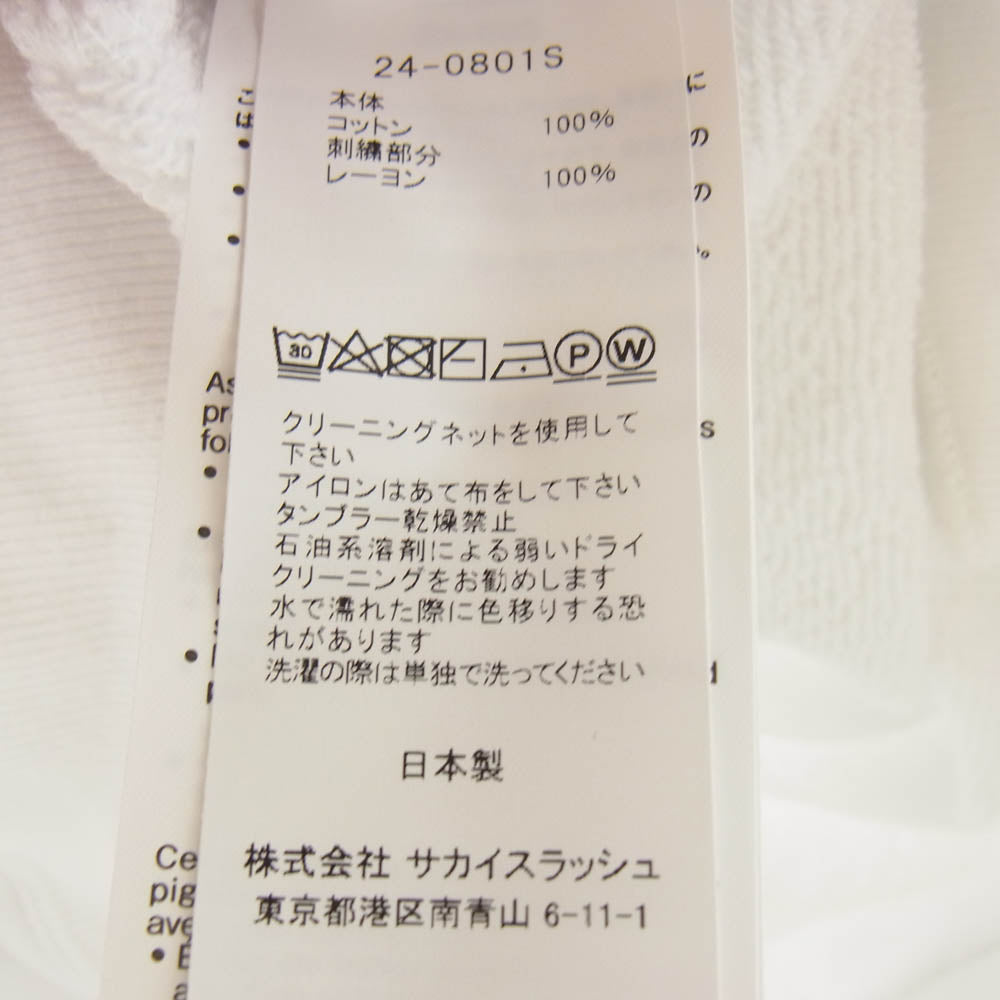 24-0801S
本体
コットン 100%
刺繍部分
レーヨン 100%
30
P W
クリーニングネットを使用して
下さい
アイロンはあて布をして下さい
タンブラー乾燥禁止
石油系溶剤による弱いドライ
クリーニングをお勧めします
水で濡れた際に色移りする恐
れがあります
洗濯の際は単独で洗ってください
日本製
株式会社 サカイスラッシュ
東京都港区南青山 6-11-1